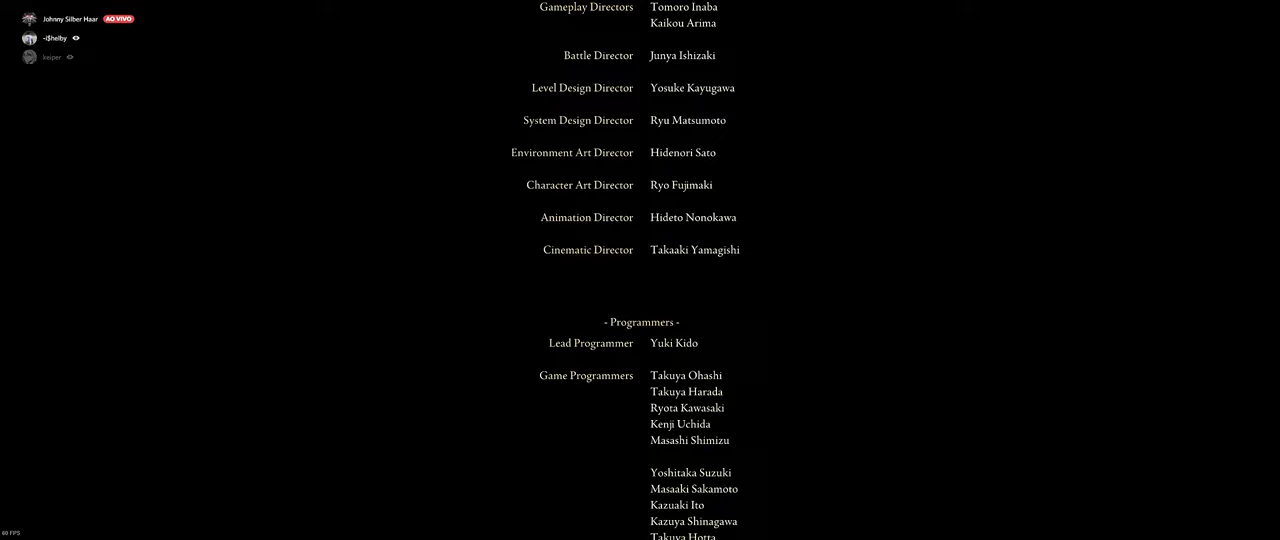 Johnny Silber Haar AO VIVO
-i$helby
keiper
Gameplay Directors Tomoro Inaba
Kaikou Arima
Battle Director Junya Ishizaki
Level Design Director Yosuke Kayugawa
System Design Director Ryu Matsumoto
Environment Art Director Hidenori Sato
Character Art Director Ryo Fujimaki
Animation Director Hideto Nonokawa
Cinematic Director Takaaki Yamagishi
- Programmers -
Lead Programmer Yuki Kido
Game Programmers Takuya Ohashi
Takuya Harada
Ryota Kawasaki
Kenji Uchida
Masashi Shimizu
Yoshitaka Suzuki
Masaaki Sakamoto
Kazuaki Ito
Kazuya Shinagawa
Takuya Hotta
60 FPS